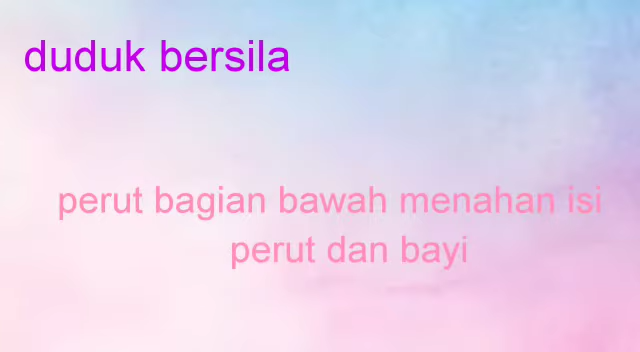 duduk bersila
perut bagian bawah menahan isi
perut dan bayi